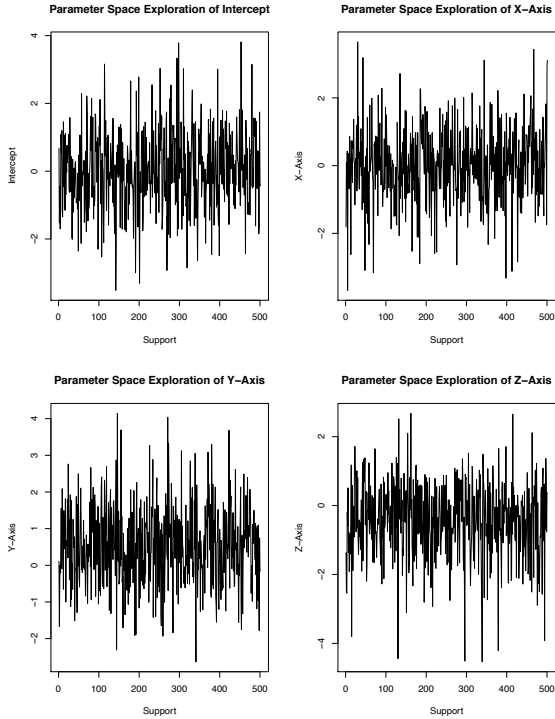 Parameter Space Exploration of Intercept
Intercept
4
2
0
−2
0 100 200 300 400 500
Support
Parameter Space Exploration of X−Axis
X−Axis
2
0
−2
0 100 200 300 400 500
Support
Parameter Space Exploration of Y−Axis
Y−Axis
4
3
2
1
0
−1
−2
0 100 200 300 400 500
Support
Parameter Space Exploration of Z−Axis
Z−Axis
2
0
−2
−4
0 100 200 300 400 500
Support